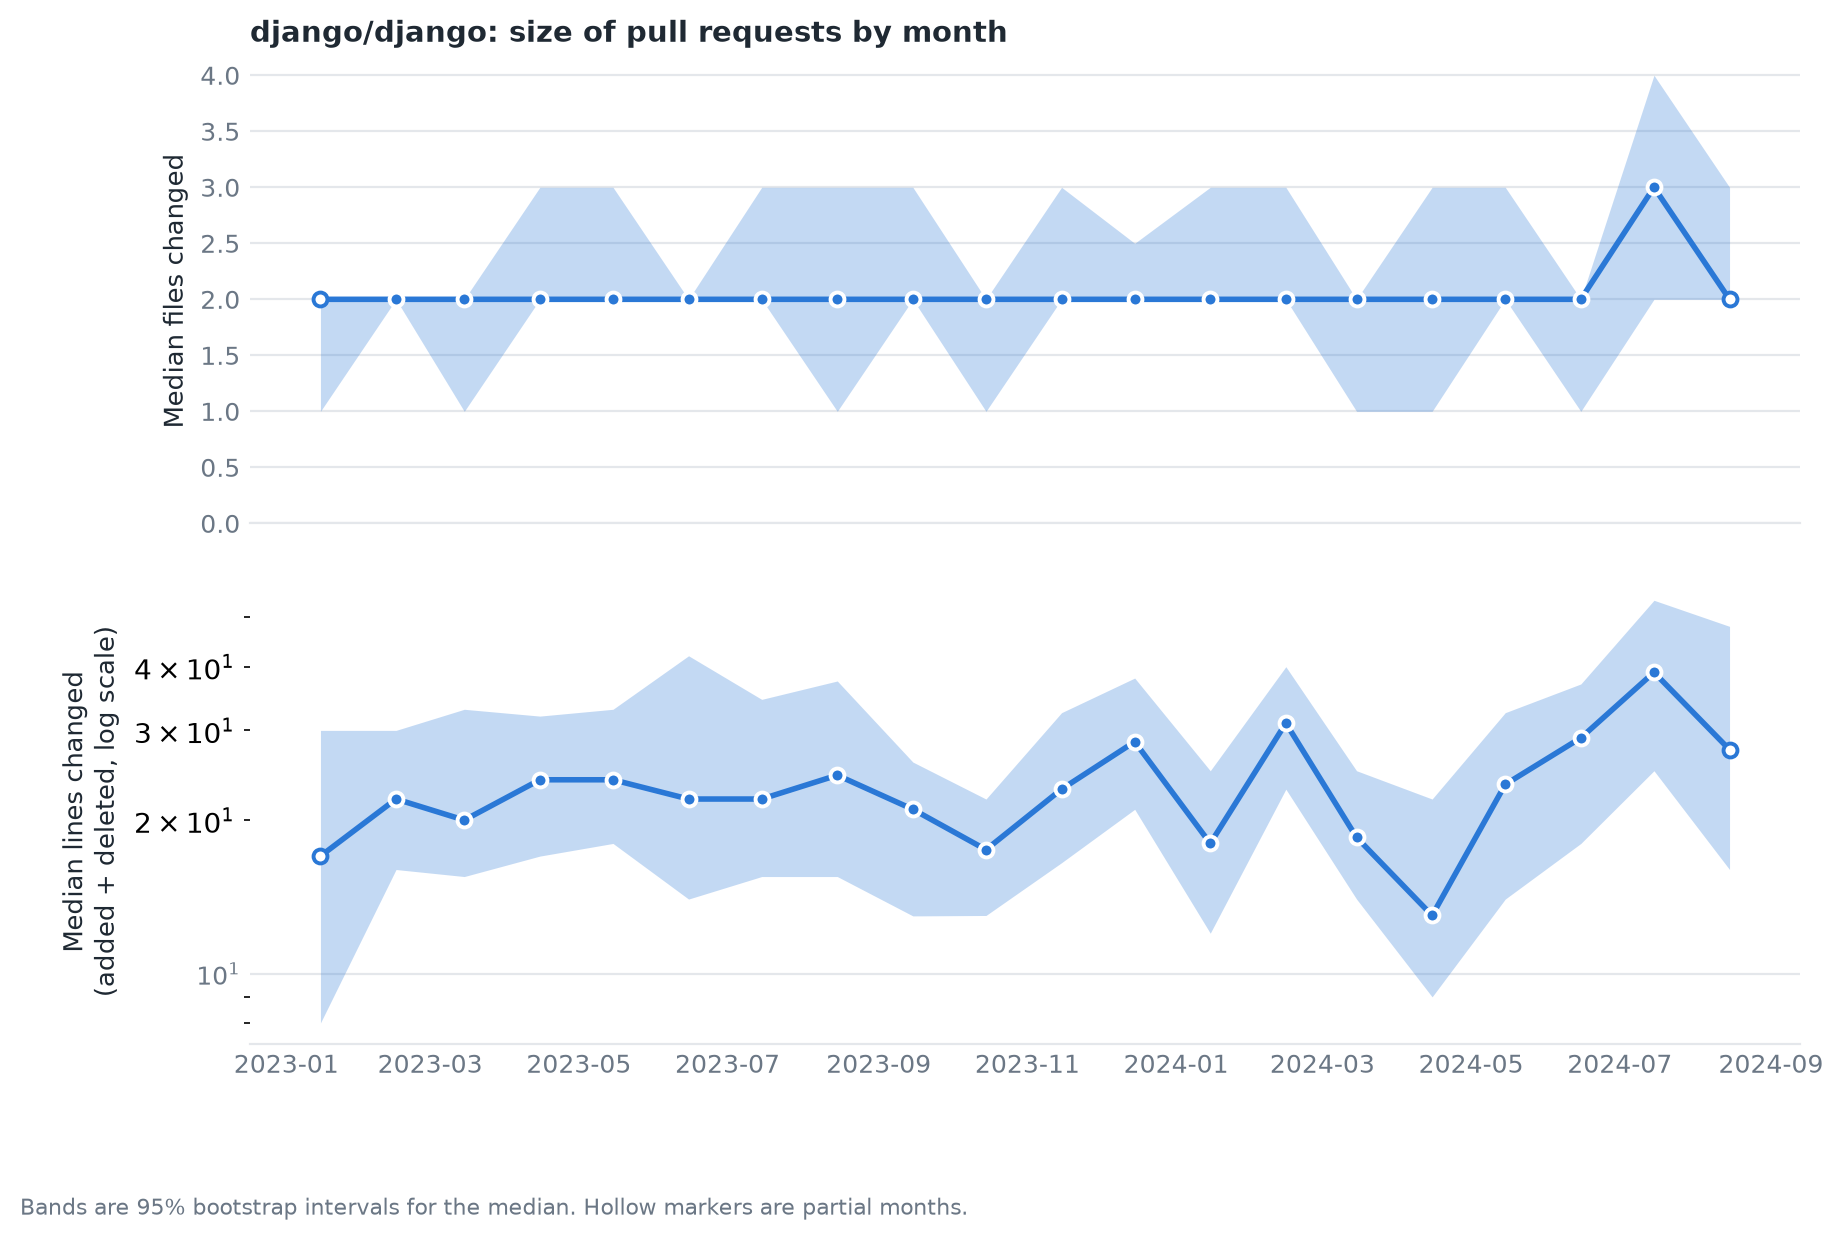 django/django: size of pull requests by month
4.0
3.5
3.0
2.5
2.0
1.5
1.0
0.5
0.0
Median files changed
4 × 10¹
3 × 10¹
2 × 10¹
10¹
Median lines changed
(added + deleted, log scale)
2023-01 2023-03 2023-05 2023-07 2023-09 2023-11 2024-01 2024-03 2024-05 2024-07 2024-09
Bands are 95% bootstrap intervals for the median. Hollow markers are partial months.